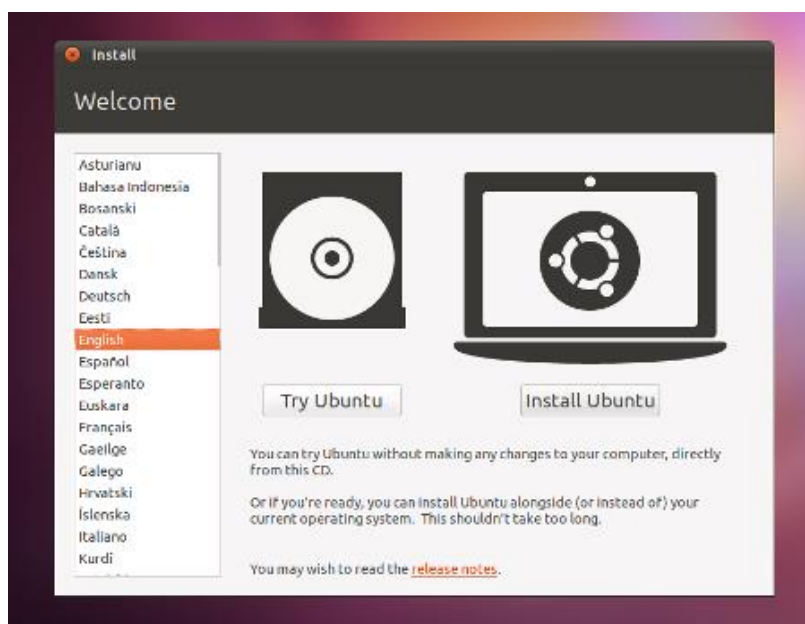 Install
Welcome
Asturianu
Bahasa Indonesia
Bosanski
Català
Čeština
Dansk
Deutsch
Eesti
English
Español
Esperanto
Euskara
Français
Gaeilge
Galego
Hrvatski
Íslenska
Italiano
Kurdî
Try Ubuntu
Install Ubuntu
You can try Ubuntu without making any changes to your computer, directly
from this CD.
Or if you're ready, you can install Ubuntu alongside (or instead of) your
current operating system. This shouldn't take too long.
You may wish to read the release notes.